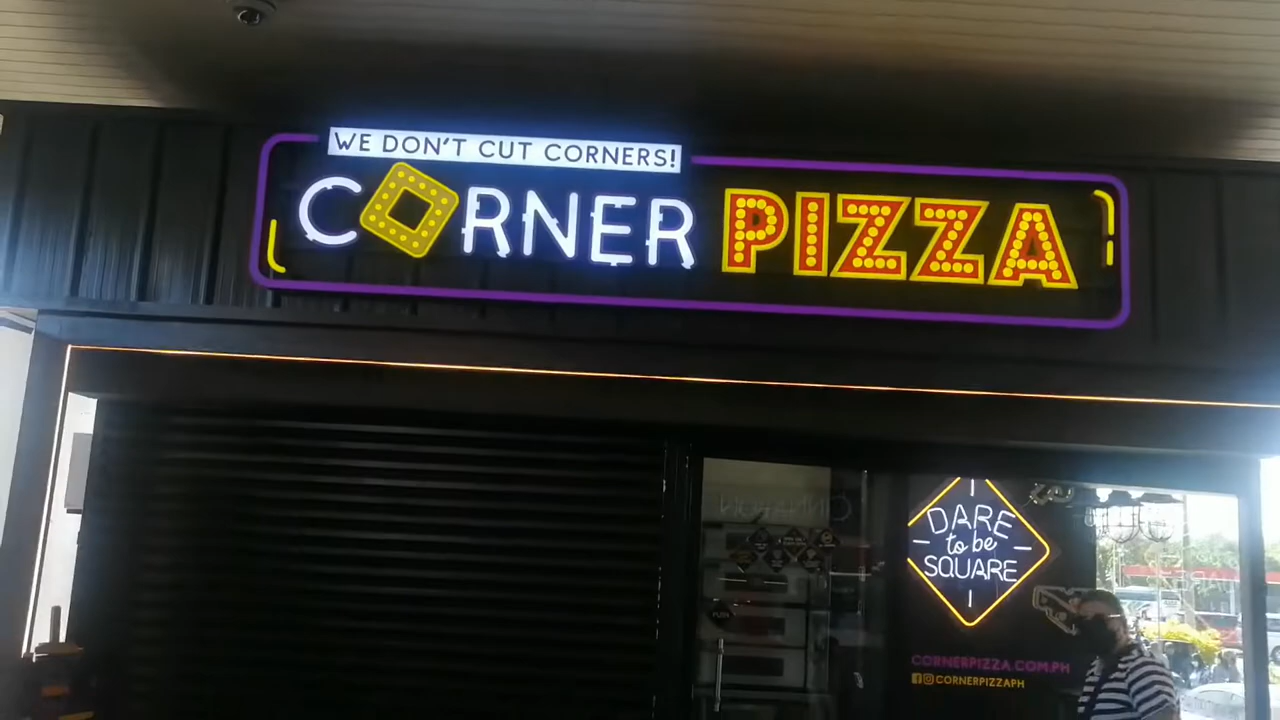 WE DON'T CUT CORNERS!
CORNER PIZZA
DARE
to be
SQUARE
CORNERPIZZA.COM.PH
CORNERPIZZAPH